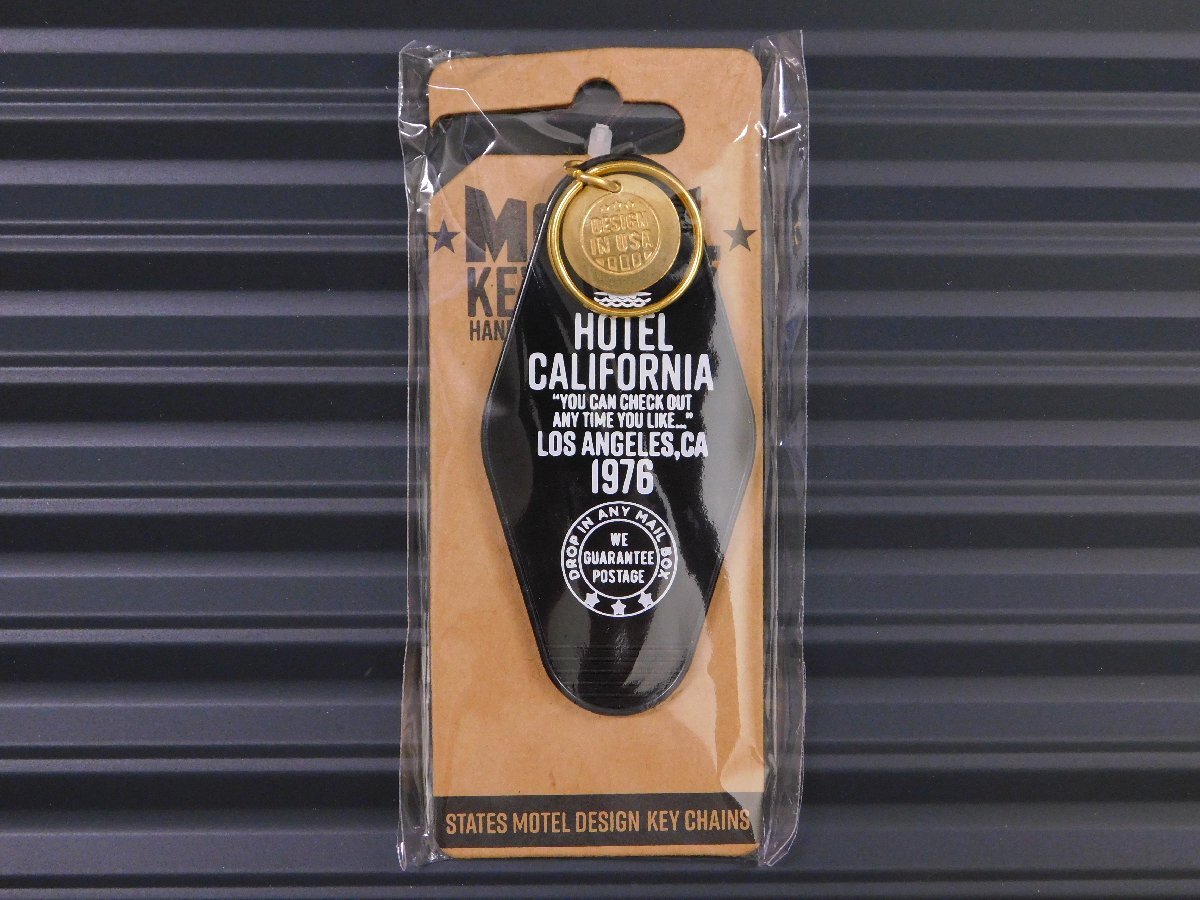 DESIGN
IN USA
KEY
HOTEL
CALIFORNIA
"YOU CAN CHECK OUT
ANY TIME YOU LIKE..."
LOS ANGELES,CA
1976
DROP IN ANY MAIL BOX
WE
GUARANTEE
POSTAGE
STATES MOTEL DESIGN KEY CHAINS